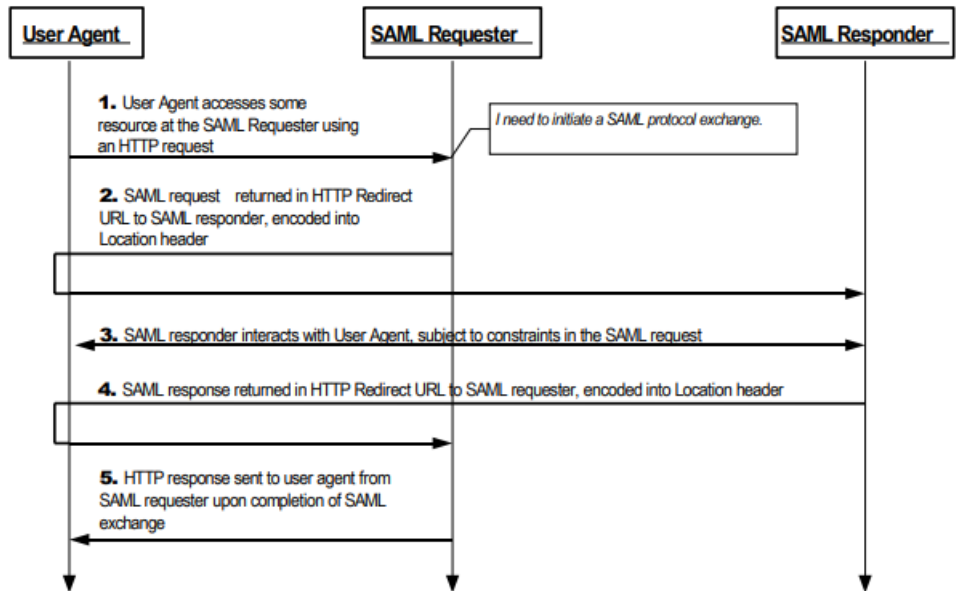 User Agent
SAML Requester
SAML Responder
1. User Agent accesses some
resource at the SAML Requester using
an HTTP request
I need to initiate a SAML protocol exchange.
2. SAML request returned in HTTP Redirect
URL to SAML responder, encoded into
Location header
3. SAML responder interacts with User Agent, subject to constraints in the SAML request
4. SAML response returned in HTTP Redirect URL to SAML requester, encoded into Location header
5. HTTP response sent to user agent from
SAML requester upon completion of SAML
exchange